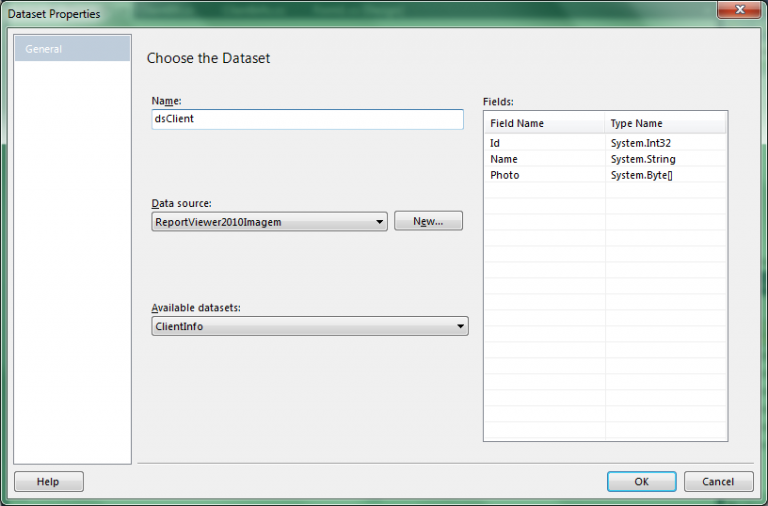 Dataset Properties
General
Choose the Dataset
Name:
dsClient
Data source:
ReportViewer2010Imagem
New...
Available datasets:
ClientInfo
Fields:
Field Name Type Name
Id System.Int32
Name System.String
Photo System.Byte[]
Help
OK
Cancel